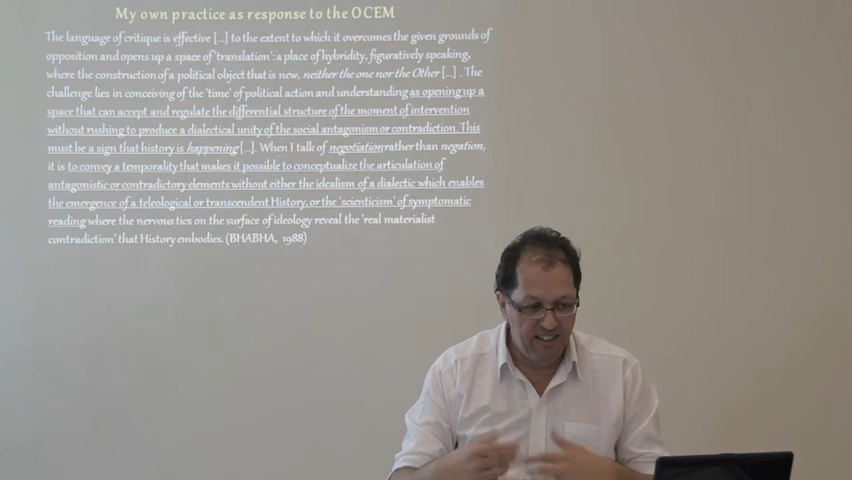 My own practice as response to the OCEM
The language of critique is effective [...] to the extent to which it overcomes the given grounds of
opposition and opens up a space of 'translation': a place of hybridity, figuratively speaking,
where the construction of a political object that is new, neither the one nor the Other [...] . The
challenge lies in conceiving of the 'time' of political action and understanding as opening up a
space that can accept and regulate the differential structure of the moment of intervention
without rushing to produce a dialectical unity of the social antagonism or contradiction. This
must be a sign that history is happening [...]. When I talk of negotiation rather than negation,
it is to convey a temporality that makes it possible to conceptualize the articulation of
antagonistic or contradictory elements without either the idealism of a dialectic which enables
the emergence of a teleological or transcendent History, or the 'scienticism' of symptomatic
reading where the nervous tics on the surface of ideology reveal the 'real materialist
contradiction' that History embodies. (BHABHA, 1988)